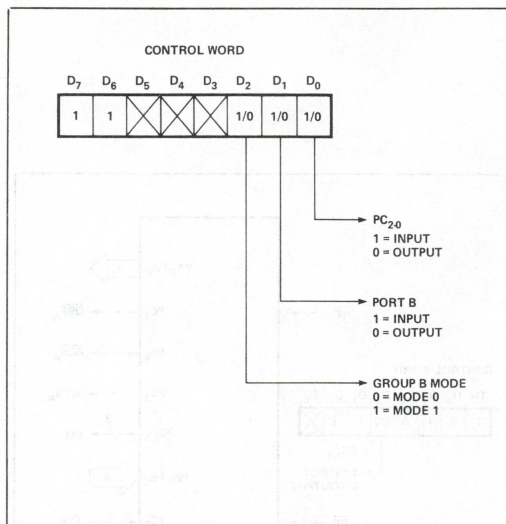 CONTROL WORD
D7 D6 D5 D4 D3 D2 D1 D0
1 1 1/0 1/0 1/0
PC2-0
1 = INPUT
0 = OUTPUT
PORT B
1 = INPUT
0 = OUTPUT
GROUP B MODE
0 = MODE 0
1 = MODE 1